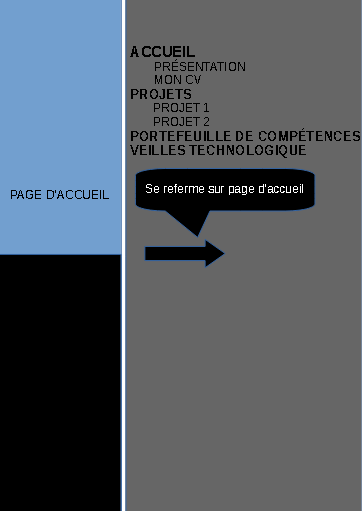 ACCUEIL
PRÉSENTATION
MON CV
PROJETS
PROJET 1
PROJET 2
PORTEFEUILLE DE COMPÉTENCES
VEILLES TECHNOLOGIQUE
PAGE D'ACCUEIL
Se referme sur page d'accueil